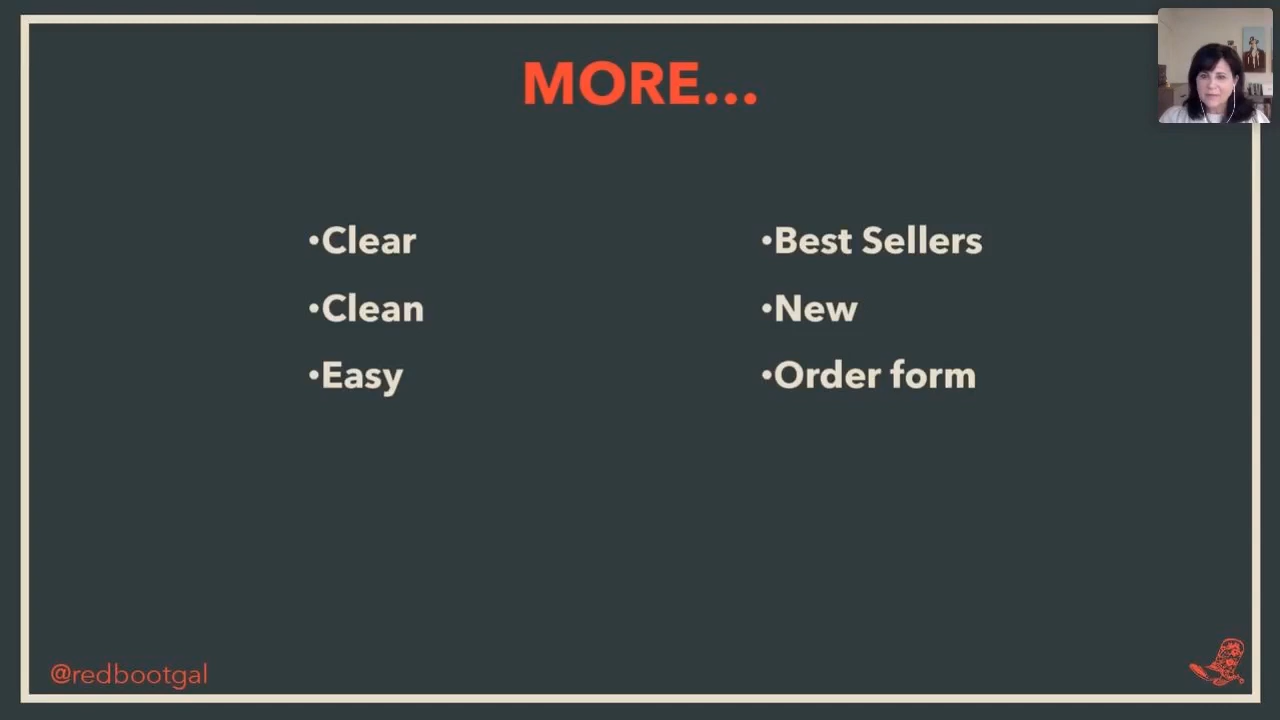 MORE...
•Clear
•Clean
•Easy
•Best Sellers
•New
•Order form
@redbootgal